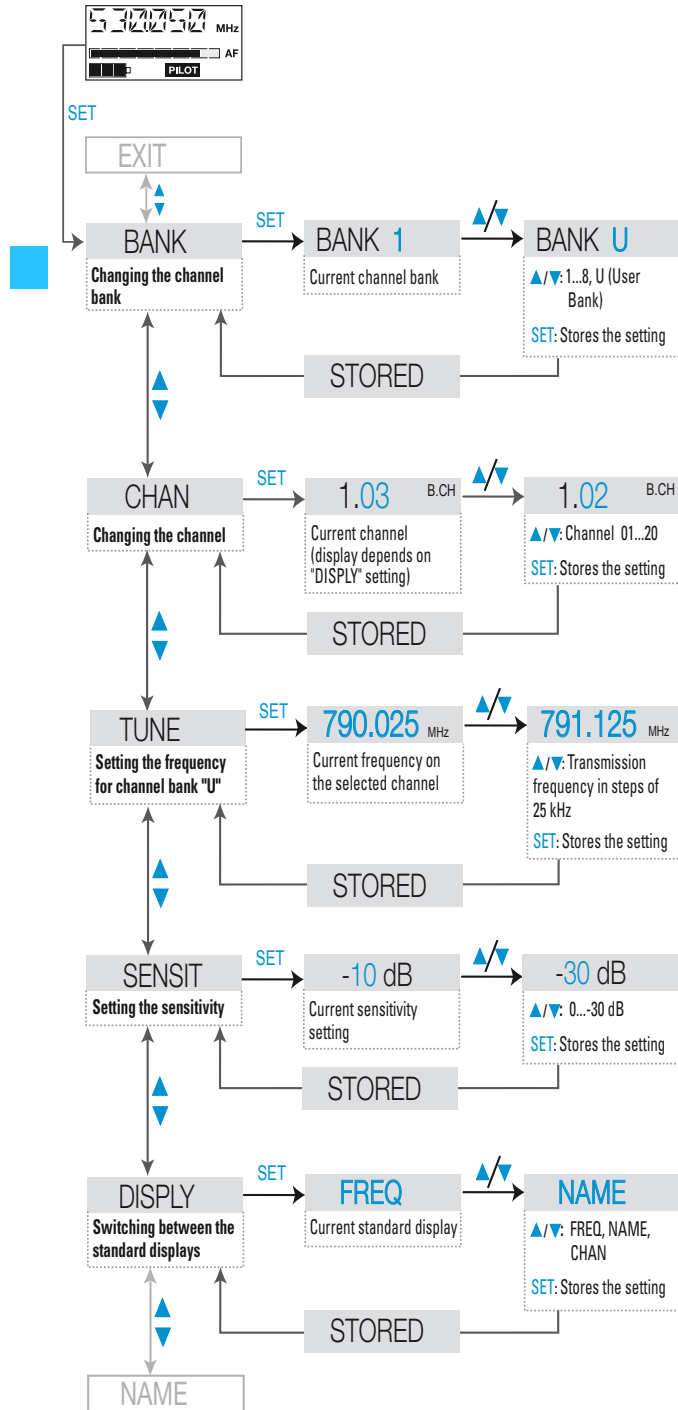 530.050 MHz
AF
PILOT
SET
EXIT
BANK
Changing the channel
bank
SET
BANK 1
Current channel bank
▲/▼
BANK U
▲/▼: 1...8, U (User
Bank)
SET: Stores the setting
STORED
CHAN
Changing the channel
SET
1.03 B.CH
Current channel
(display depends on
"DISPLY" setting)
▲/▼
1.02 B.CH
▲/▼: Channel 01...20
SET: Stores the setting
STORED
TUNE
Setting the frequency
for channel bank "U"
SET
790.025 MHz
Current frequency on
the selected channel
▲/▼
791.125 MHz
▲/▼: Transmission
frequency in steps of
25 kHz
SET: Stores the setting
STORED
SENSIT
Setting the sensitivity
SET
-10 dB
Current sensitivity
setting
▲/▼
-30 dB
▲/▼: 0...-30 dB
SET: Stores the setting
STORED
DISPLY
Switching between the
standard displays
SET
FREQ
Current standard display
▲/▼
NAME
▲/▼: FREQ, NAME,
CHAN
SET: Stores the setting
STORED
NAME